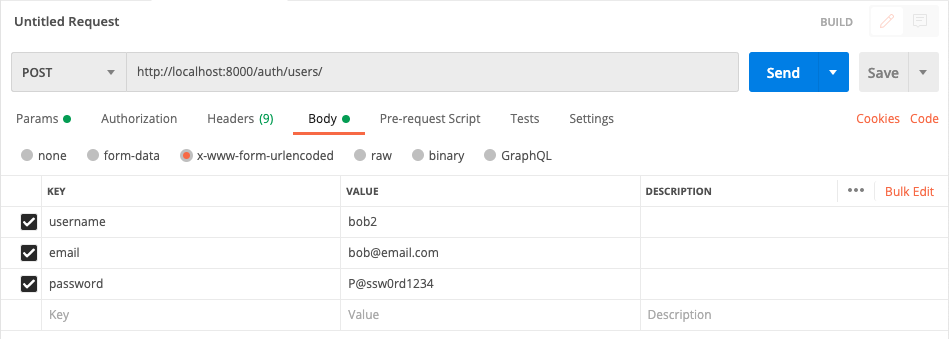 Untitled Request BUILD
POST http://localhost:8000/auth/users/ Send Save
Params Authorization Headers (9) Body Pre-request Script Tests Settings Cookies Code
none form-data x-www-form-urlencoded raw binary GraphQL
KEY VALUE DESCRIPTION ••• Bulk Edit
username bob2
email bob@email.com
password P@ssw0rd1234
Key Value Description